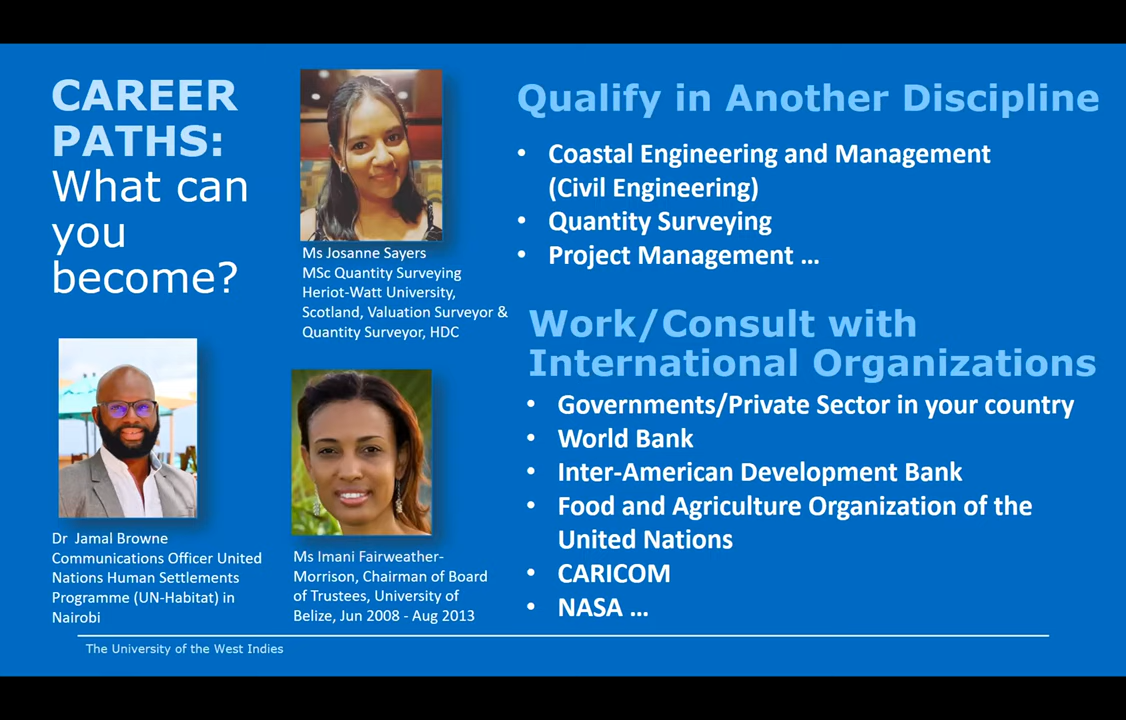 CAREER
PATHS:
What can
you
become?
Ms Josanne Sayers
MSc Quantity Surveying
Heriot-Watt University,
Scotland, Valuation Surveyor &
Quantity Surveyor, HDC
Dr  Jamal Browne
Communications Officer United
Nations Human Settlements
Programme (UN-Habitat) in
Nairobi
Ms Imani Fairweather-
Morrison, Chairman of Board
of Trustees, University of
Belize, Jun 2008 - Aug 2013
Qualify in Another Discipline
• Coastal Engineering and Management
(Civil Engineering)
• Quantity Surveying
• Project Management ...
Work/Consult with
International Organizations
• Governments/Private Sector in your country
• World Bank
• Inter-American Development Bank
• Food and Agriculture Organization of the
United Nations
• CARICOM
• NASA ...
The University of the West Indies